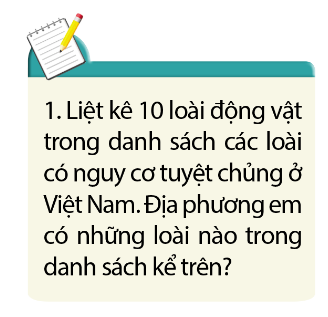 1. Liệt kê 10 loài động vật
trong danh sách các loài
có nguy cơ tuyệt chủng ở
Việt Nam. Địa phương em
có những loài nào trong
danh sách kể trên?